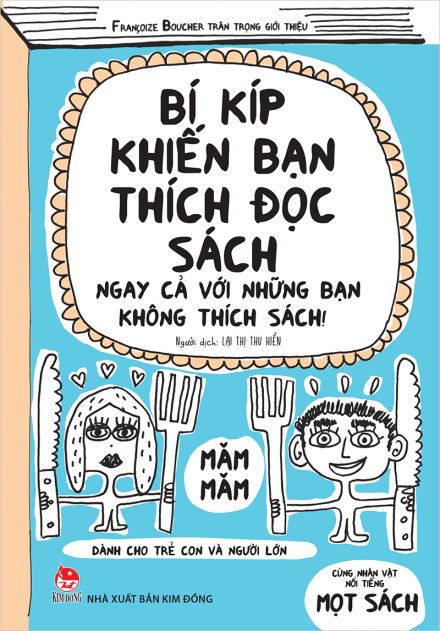 FRANÇOIZE BOUCHER TRÂN TRỌNG GIỚI THIỆU
BÍ KÍP
KHIẾN BẠN
THÍCH ĐỌC
SÁCH
NGAY CẢ VỚI NHỮNG BẠN
KHÔNG THÍCH SÁCH!
Người dịch: LẠI THỊ THU HIỀN
MĂM
MĂM
DÀNH CHO TRẺ CON VÀ NGƯỜI LỚN
CÙNG NHÂN VẬT
NỔI TIẾNG
MỌT SÁCH
KIM ĐỒNG
NHÀ XUẤT BẢN KIM ĐỒNG